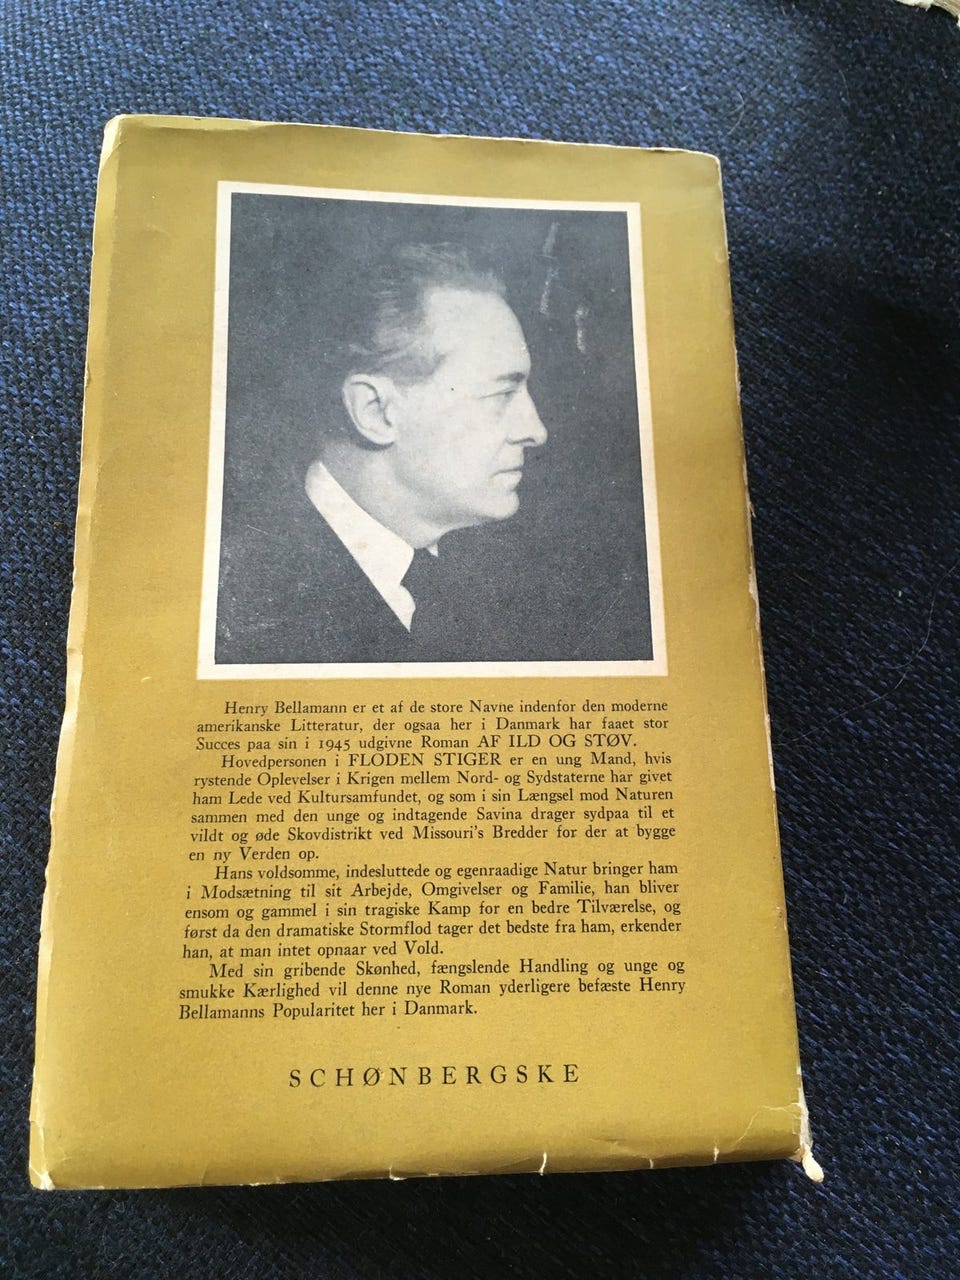 Henry Bellamann er et af de store Navne indenfor den moderne
amerikanske Litteratur, der ogsaa her i Danmark har faaet stor
Succes paa sin i 1945 udgivne Roman AF ILD OG STØV.
Hovedpersonen i FLODEN STIGER er en ung Mand, hvis
rystende Oplevelser i Krigen mellem Nord- og Sydstaterne har givet
ham Lede ved Kultursamfundet, og som i sin Længsel mod Naturen
sammen med den unge og indtagende Savina drager sydpaa til et
vildt og øde Skovdistrikt ved Missouri's Bredder for der at bygge
en ny Verden op.
Hans voldsomme, indesluttede og egenraadige Natur bringer ham
i Modsætning til sit Arbejde, Omgivelser og Familie, han bliver
ensom og gammel i sin tragiske Kamp for en bedre Tilværelse, og
først da den dramatiske Stormflod tager det bedste fra ham, erkender
han, at man intet opnaar ved Vold.
Med sin gribende Skønhed, fængslende Handling og unge og
smukke Kærlighed vil denne nye Roman yderligere befæste Henry
Bellamanns Popularitet her i Danmark.
SCHØNBERGSKE